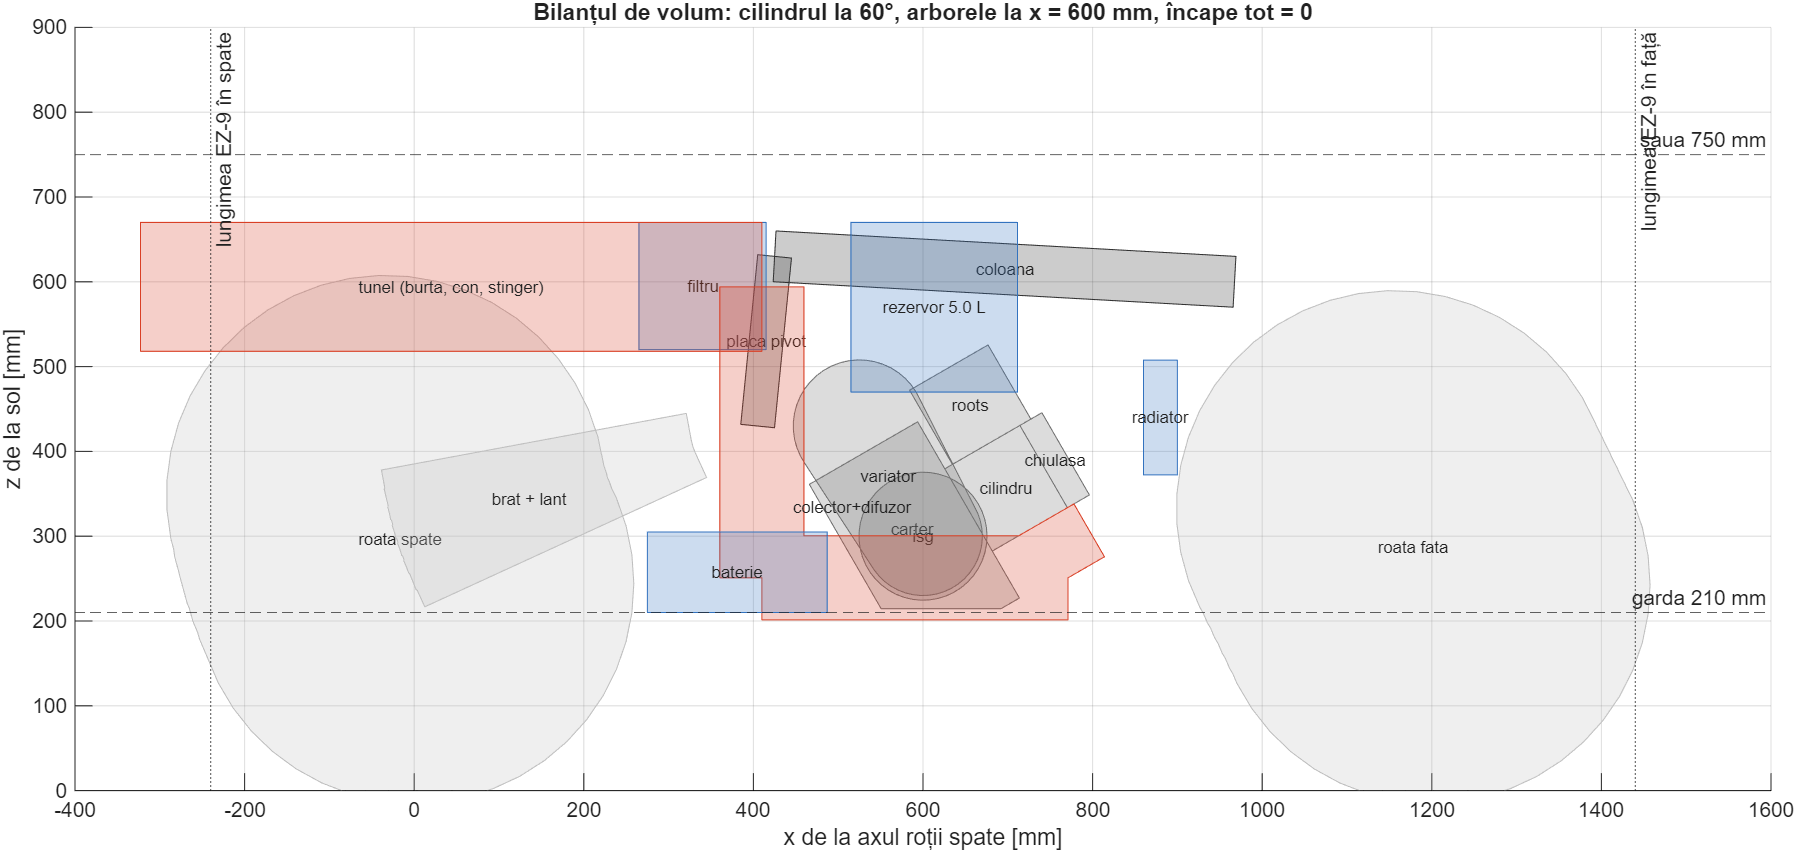 Bilanțul de volum: cilindrul la 60°, arborele la x = 600 mm, încape tot = 0
900
800
700
600
500
400
300
200
100
0
z de la sol [mm]
lungimea EZ-9 în spate
lungimea EZ-9 în față
șaua 750 mm
coloana
tunel (burta, con, stinger)
filtru
rezervor 5.0 L
placa pivot
roots
radiator
chiulasa
variator
cilindru
brat + lant
colector+difuzor
carter
isg
roata spate
roata fata
baterie
garda 210 mm
-400
-200
0
200
400
600
800
1000
1200
1400
1600
x de la axul roții spate [mm]